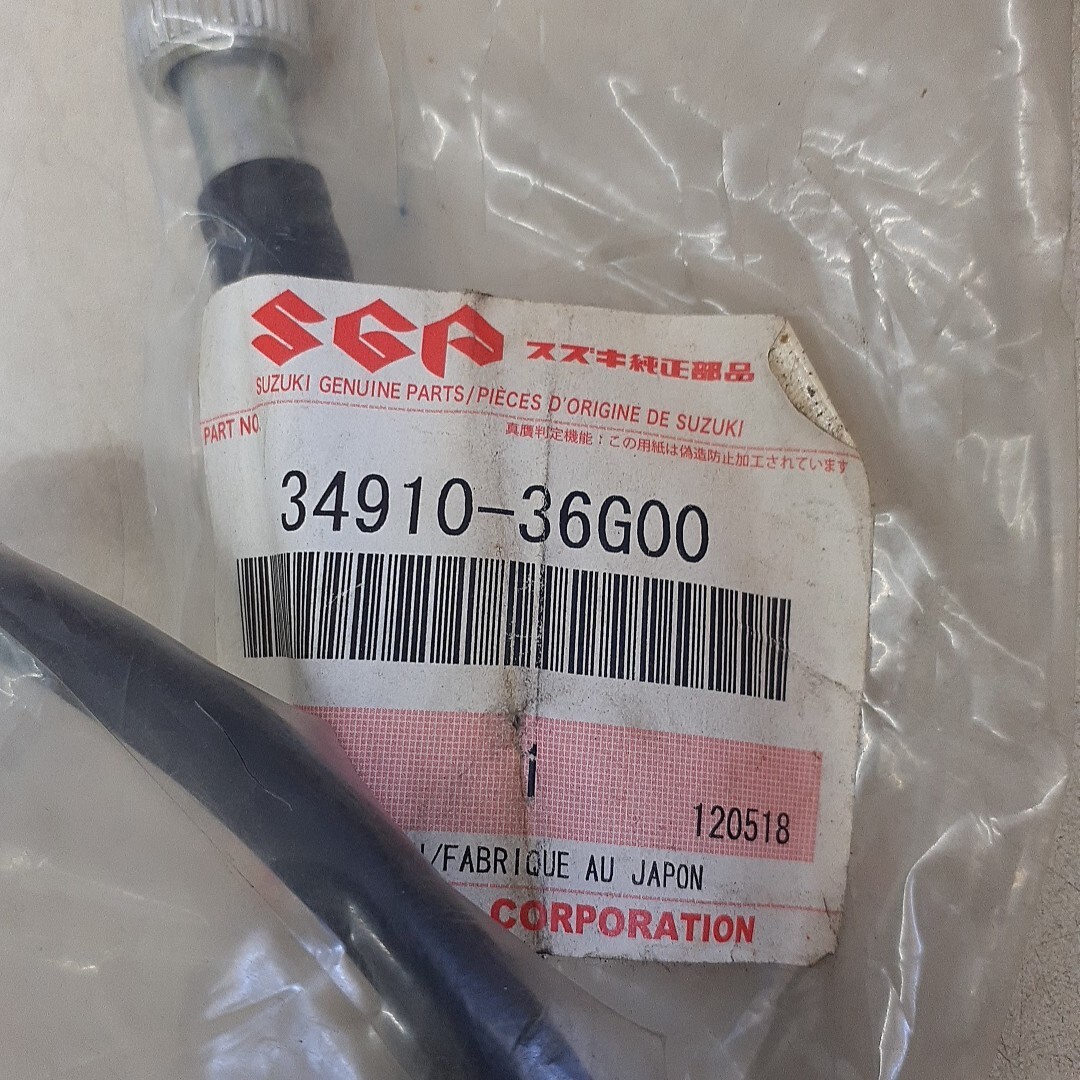 SGP スズキ純正部品
SUZUKI GENUINE PARTS/PIÈCES D'ORIGINE DE SUZUKI
PART NO.
真贋判定機能：この用紙は偽造防止加工されています
34910-36G00
1
120518
/FABRIQUE AU JAPON
CORPORATION